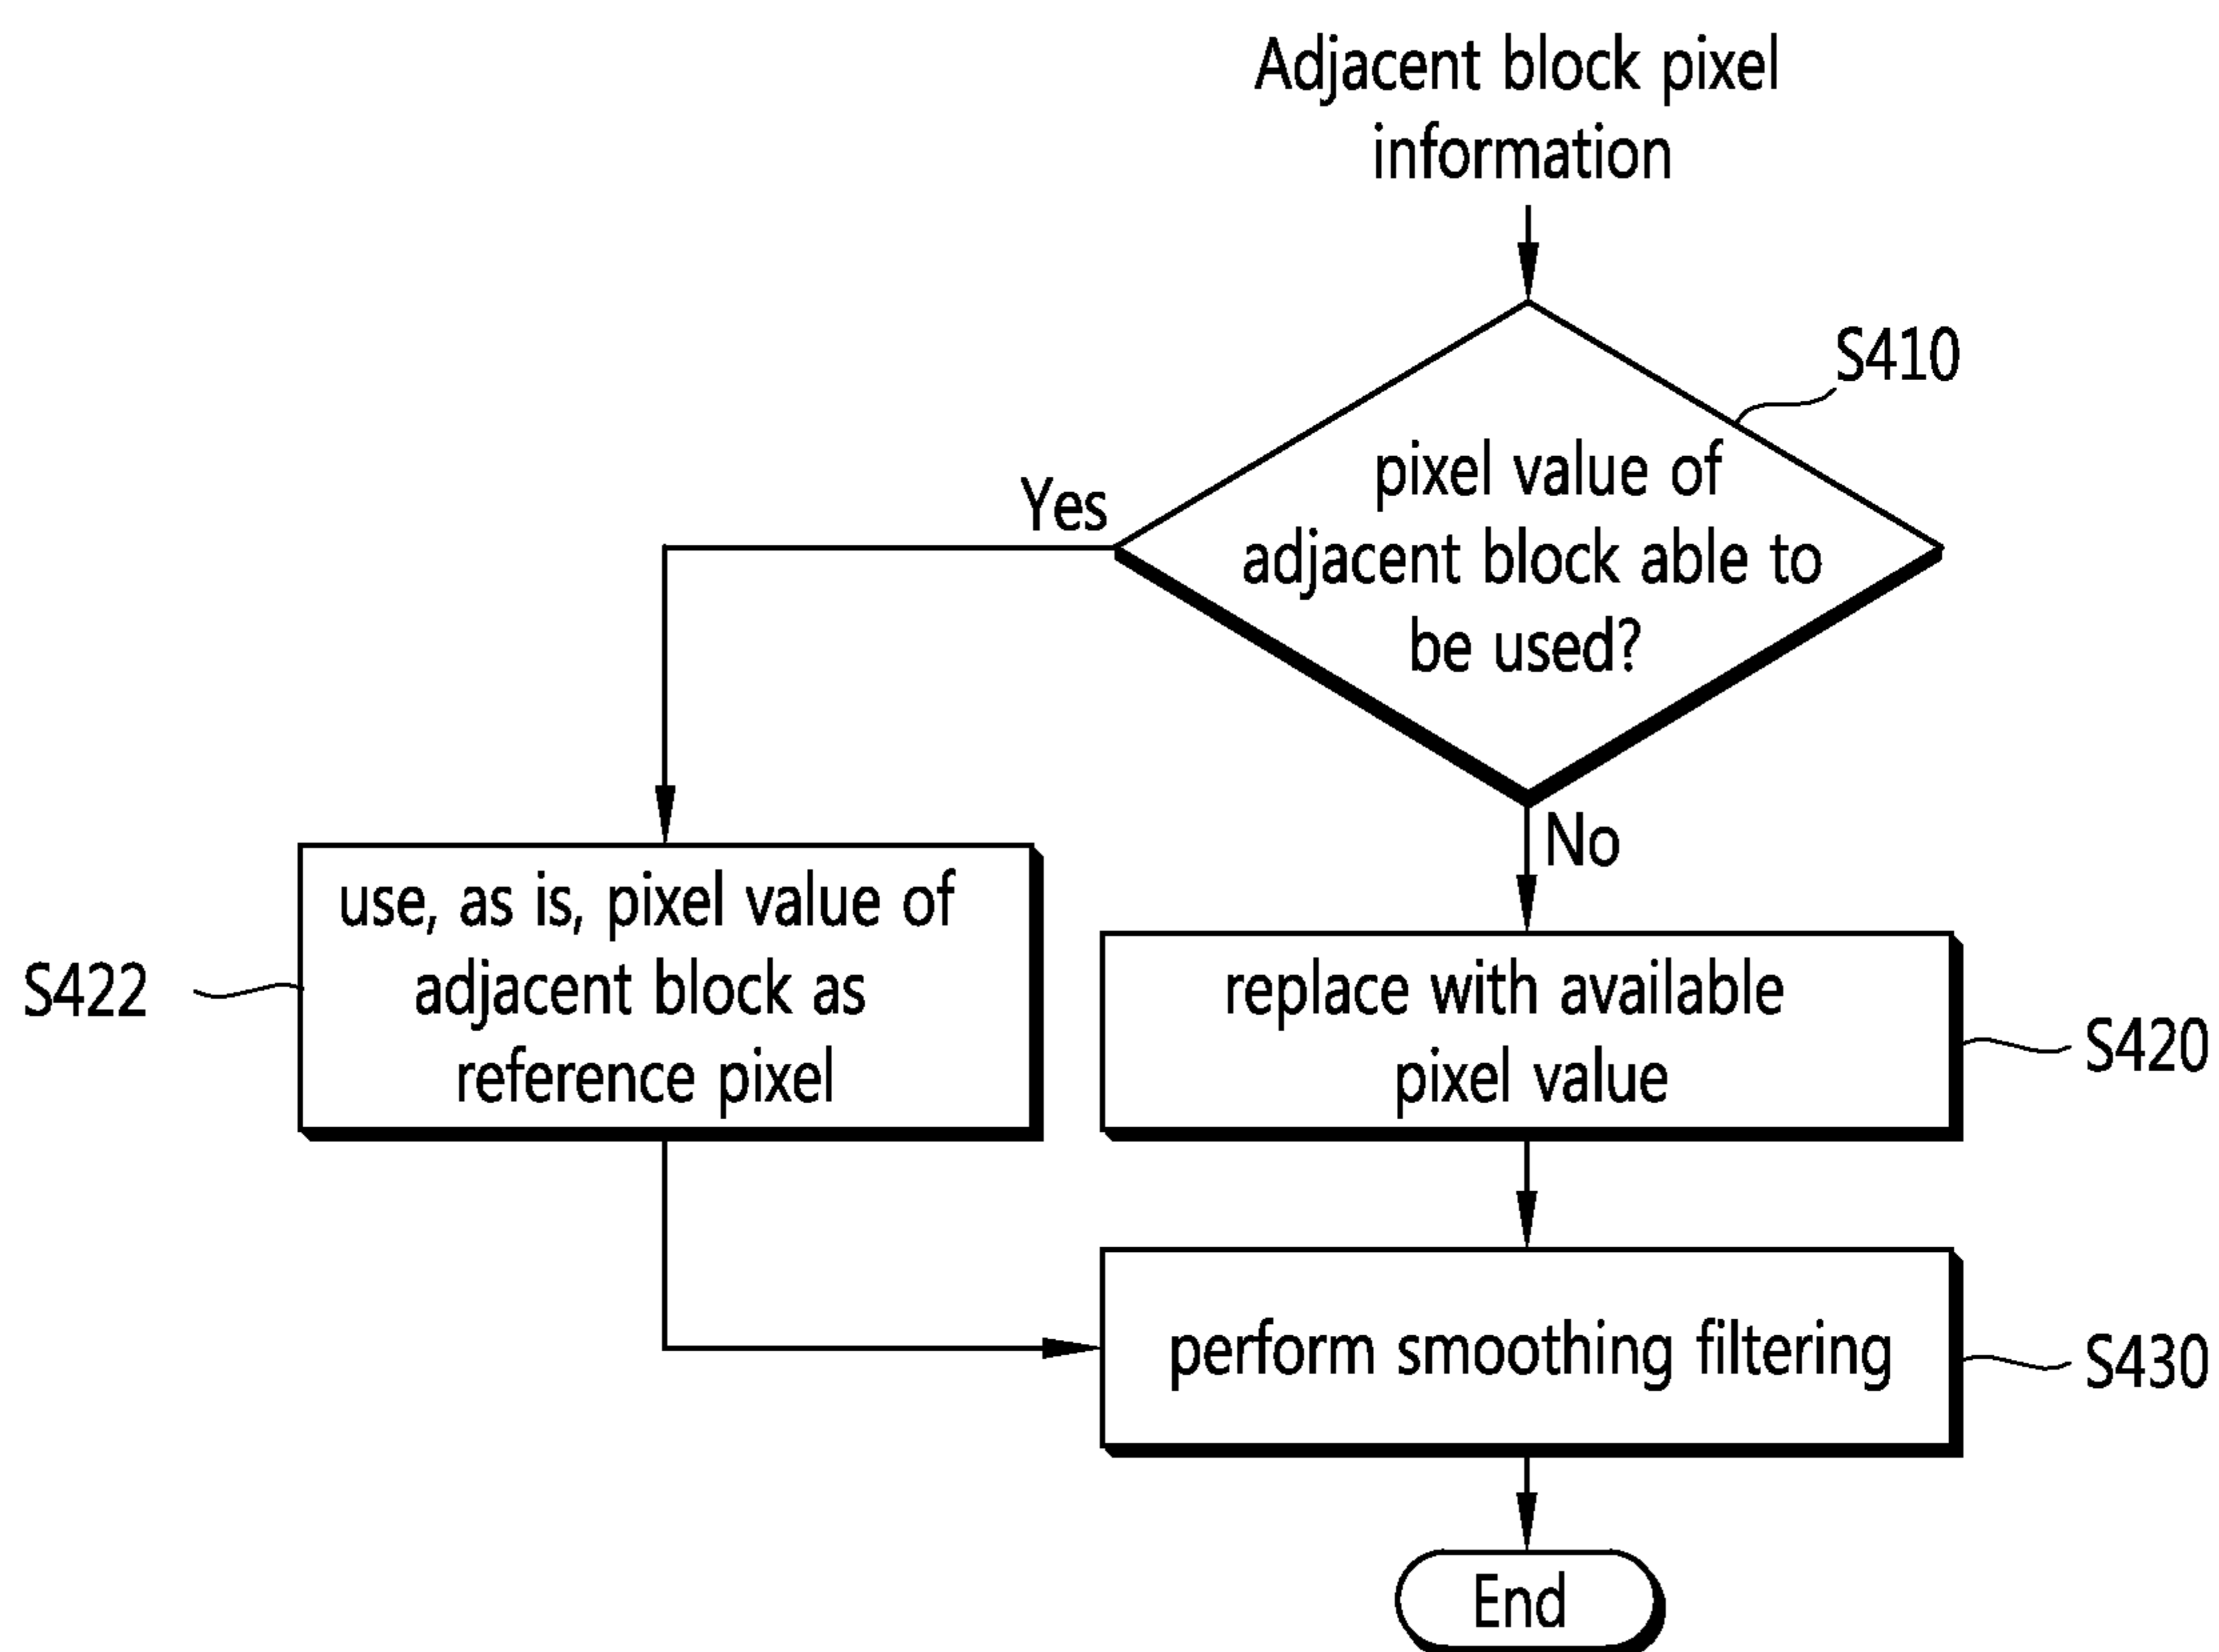 Adjacent block pixel
information
S410
pixel value of
adjacent block able to
be used?
Yes
No
use, as is, pixel value of
adjacent block as
reference pixel
S422
replace with available
pixel value
S420
perform smoothing filtering
S430
End